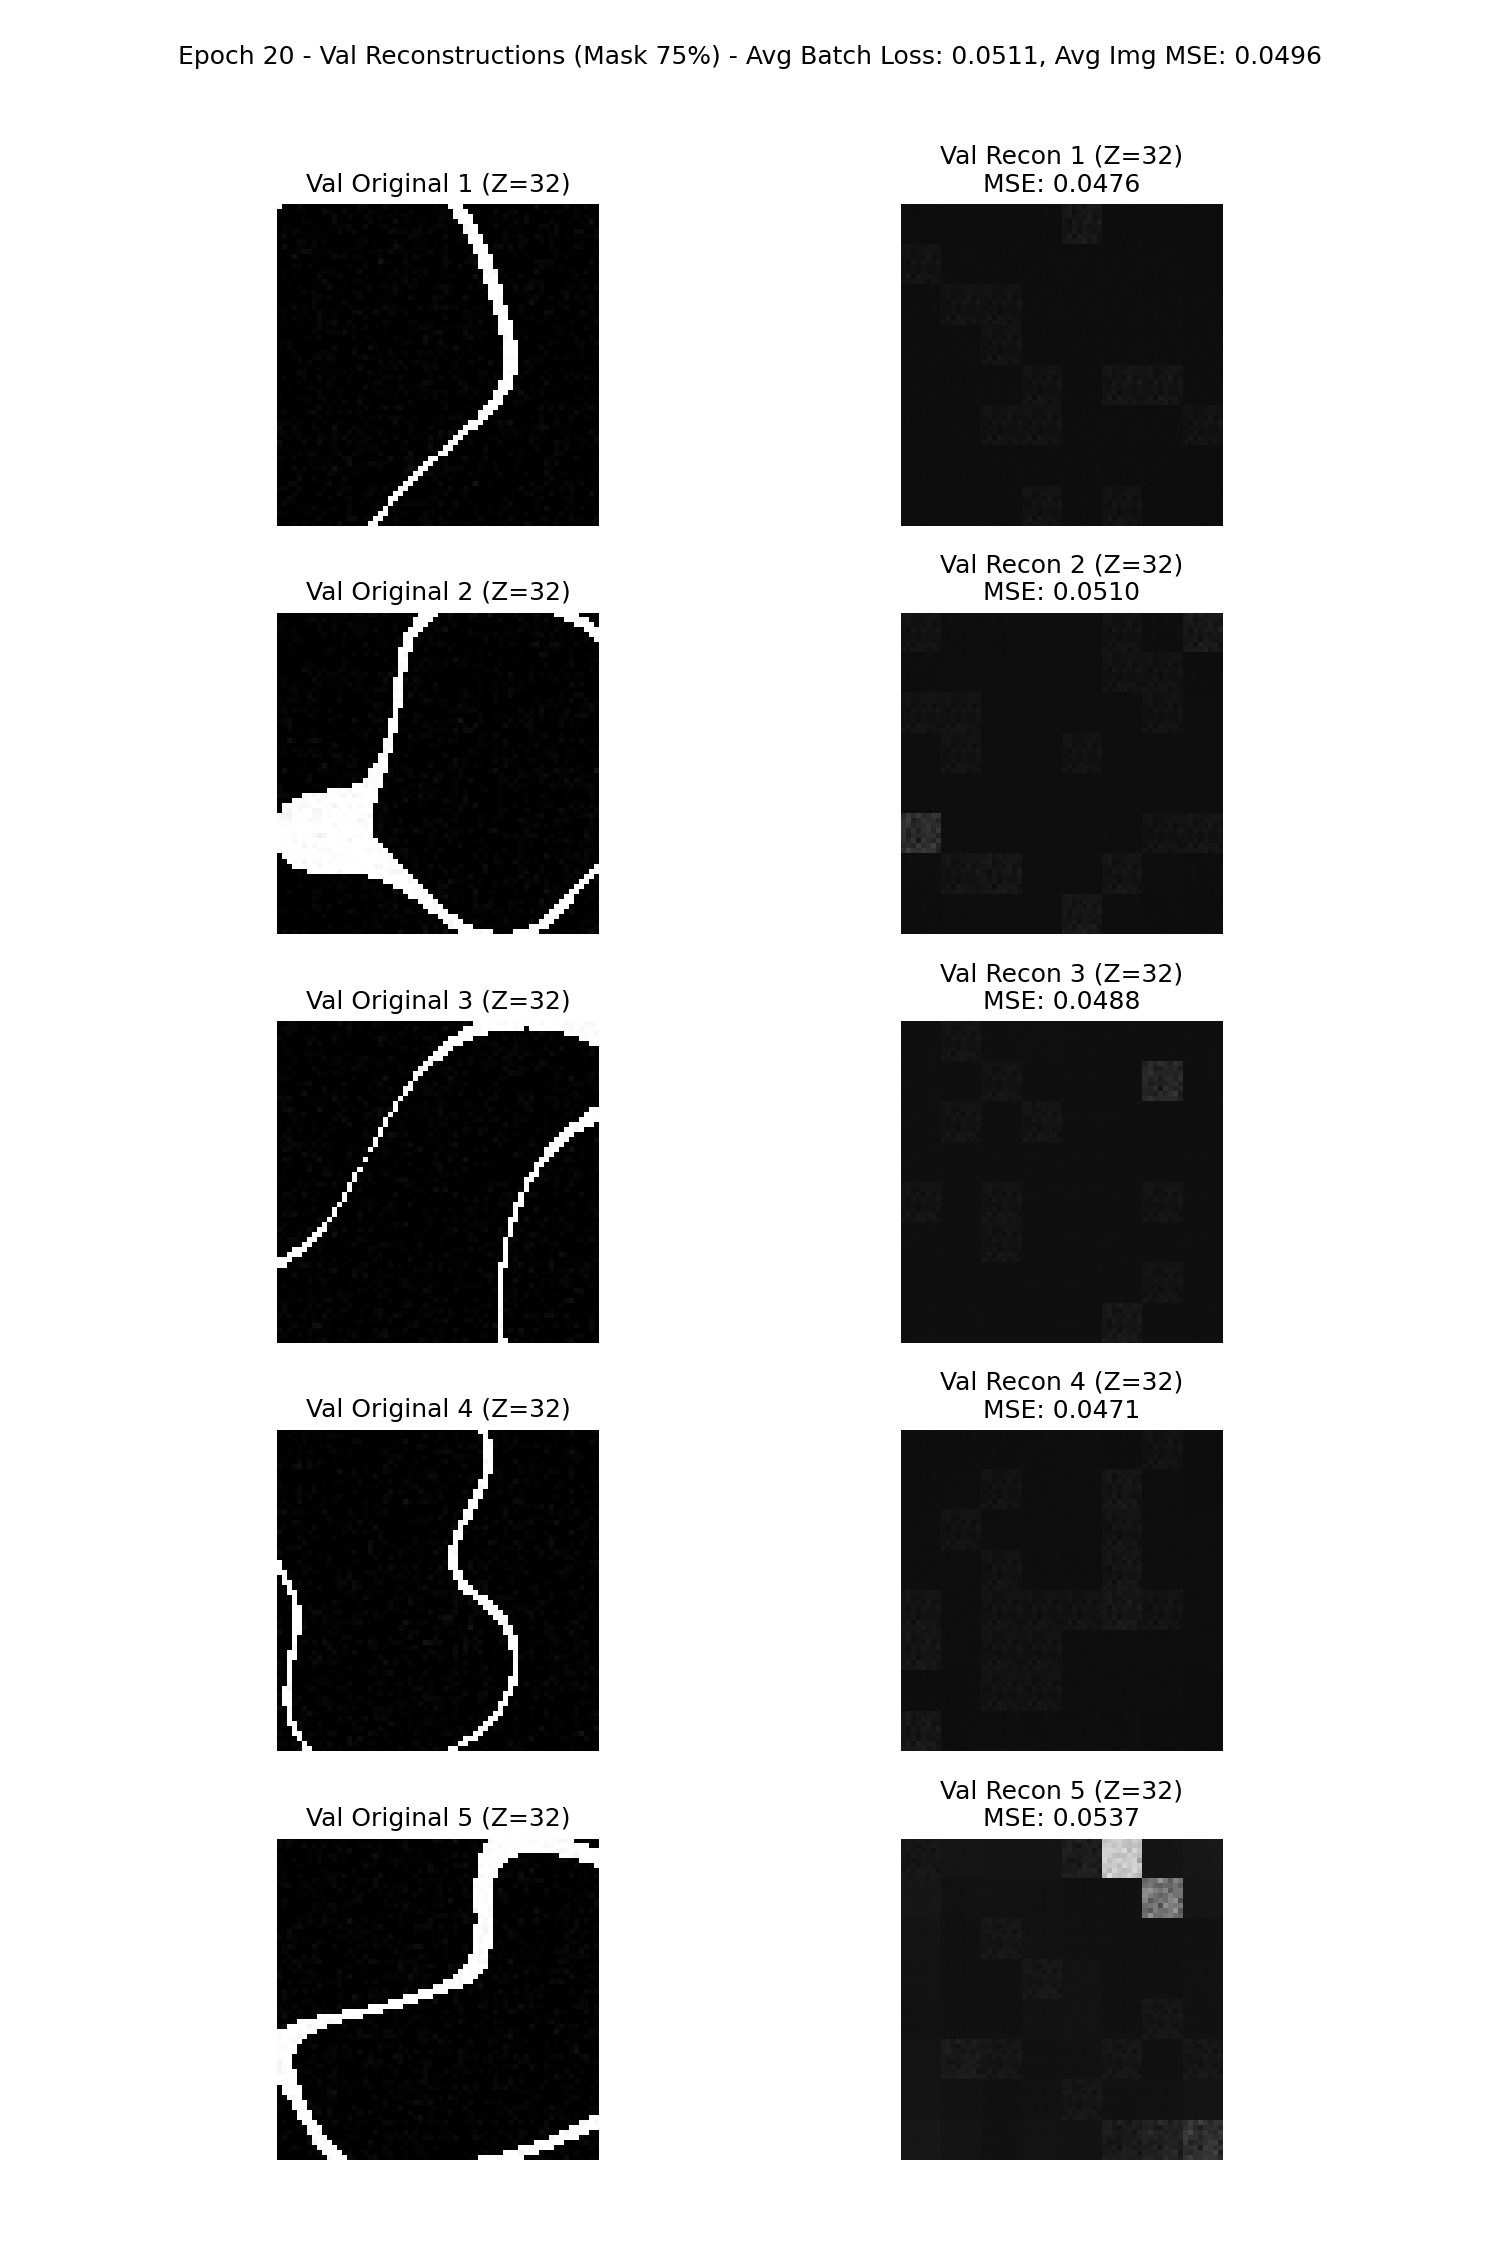 Epoch 20 - Val Reconstructions (Mask 75%) - Avg Batch Loss: 0.0511, Avg Img MSE: 0.0496
Val Original 1 (Z=32)
Val Recon 1 (Z=32)
MSE: 0.0476
Val Original 2 (Z=32)
Val Recon 2 (Z=32)
MSE: 0.0510
Val Original 3 (Z=32)
Val Recon 3 (Z=32)
MSE: 0.0488
Val Original 4 (Z=32)
Val Recon 4 (Z=32)
MSE: 0.0471
Val Original 5 (Z=32)
Val Recon 5 (Z=32)
MSE: 0.0537